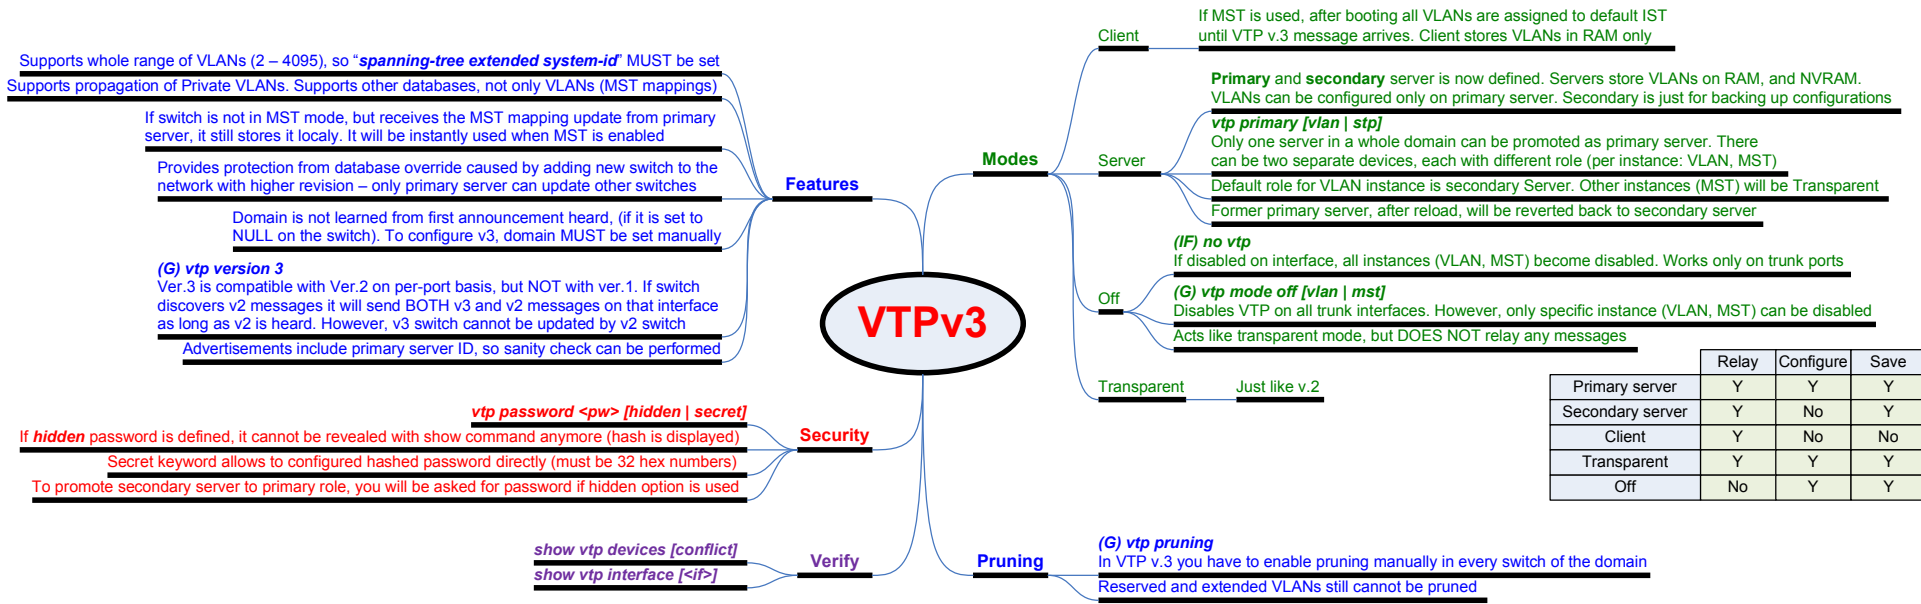 VTPv3
Features
Supports whole range of VLANs (2 – 4095), so “spanning-tree extended system-id” MUST be set
Supports propagation of Private VLANs. Supports other databases, not only VLANs (MST mappings)
If switch is not in MST mode, but receives the MST mapping update from primary
server, it still stores it localy. It will be instantly used when MST is enabled
Provides protection from database override caused by adding new switch to the
network with higher revision – only primary server can update other switches
Domain is not learned from first announcement heard, (if it is set to
NULL on the switch). To configure v3, domain MUST be set manually
(G) vtp version 3
Ver.3 is compatible with Ver.2 on per-port basis, but NOT with ver.1. If switch
discovers v2 messages it will send BOTH v3 and v2 messages on that interface
as long as v2 is heard. However, v3 switch cannot be updated by v2 switch
Advertisements include primary server ID, so sanity check can be performed
Security
vtp password <pw> [hidden | secret]
If hidden password is defined, it cannot be revealed with show command anymore (hash is displayed)
Secret keyword allows to configured hashed password directly (must be 32 hex numbers)
To promote secondary server to primary role, you will be asked for password if hidden option is used
Verify
show vtp devices [conflict]
show vtp interface [<if>]
Modes
Client
If MST is used, after booting all VLANs are assigned to default IST
until VTP v.3 message arrives. Client stores VLANs in RAM only
Server
Primary and secondary server is now defined. Servers store VLANs on RAM, and NVRAM.
VLANs can be configured only on primary server. Secondary is just for backing up configurations
vtp primary [vlan | stp]
Only one server in a whole domain can be promoted as primary server. There
can be two separate devices, each with different role (per instance: VLAN, MST)
Default role for VLAN instance is secondary Server. Other instances (MST) will be Transparent
Former primary server, after reload, will be reverted back to secondary server
Off
(IF) no vtp
If disabled on interface, all instances (VLAN, MST) become disabled. Works only on trunk ports
(G) vtp mode off [vlan | mst]
Disables VTP on all trunk interfaces. However, only specific instance (VLAN, MST) can be disabled
Acts like transparent mode, but DOES NOT relay any messages
Transparent
Just like v.2
Relay Configure Save
Primary server Y Y Y
Secondary server Y No Y
Client Y No No
Transparent Y Y Y
Off No Y Y
Pruning
(G) vtp pruning
In VTP v.3 you have to enable pruning manually in every switch of the domain
Reserved and extended VLANs still cannot be pruned